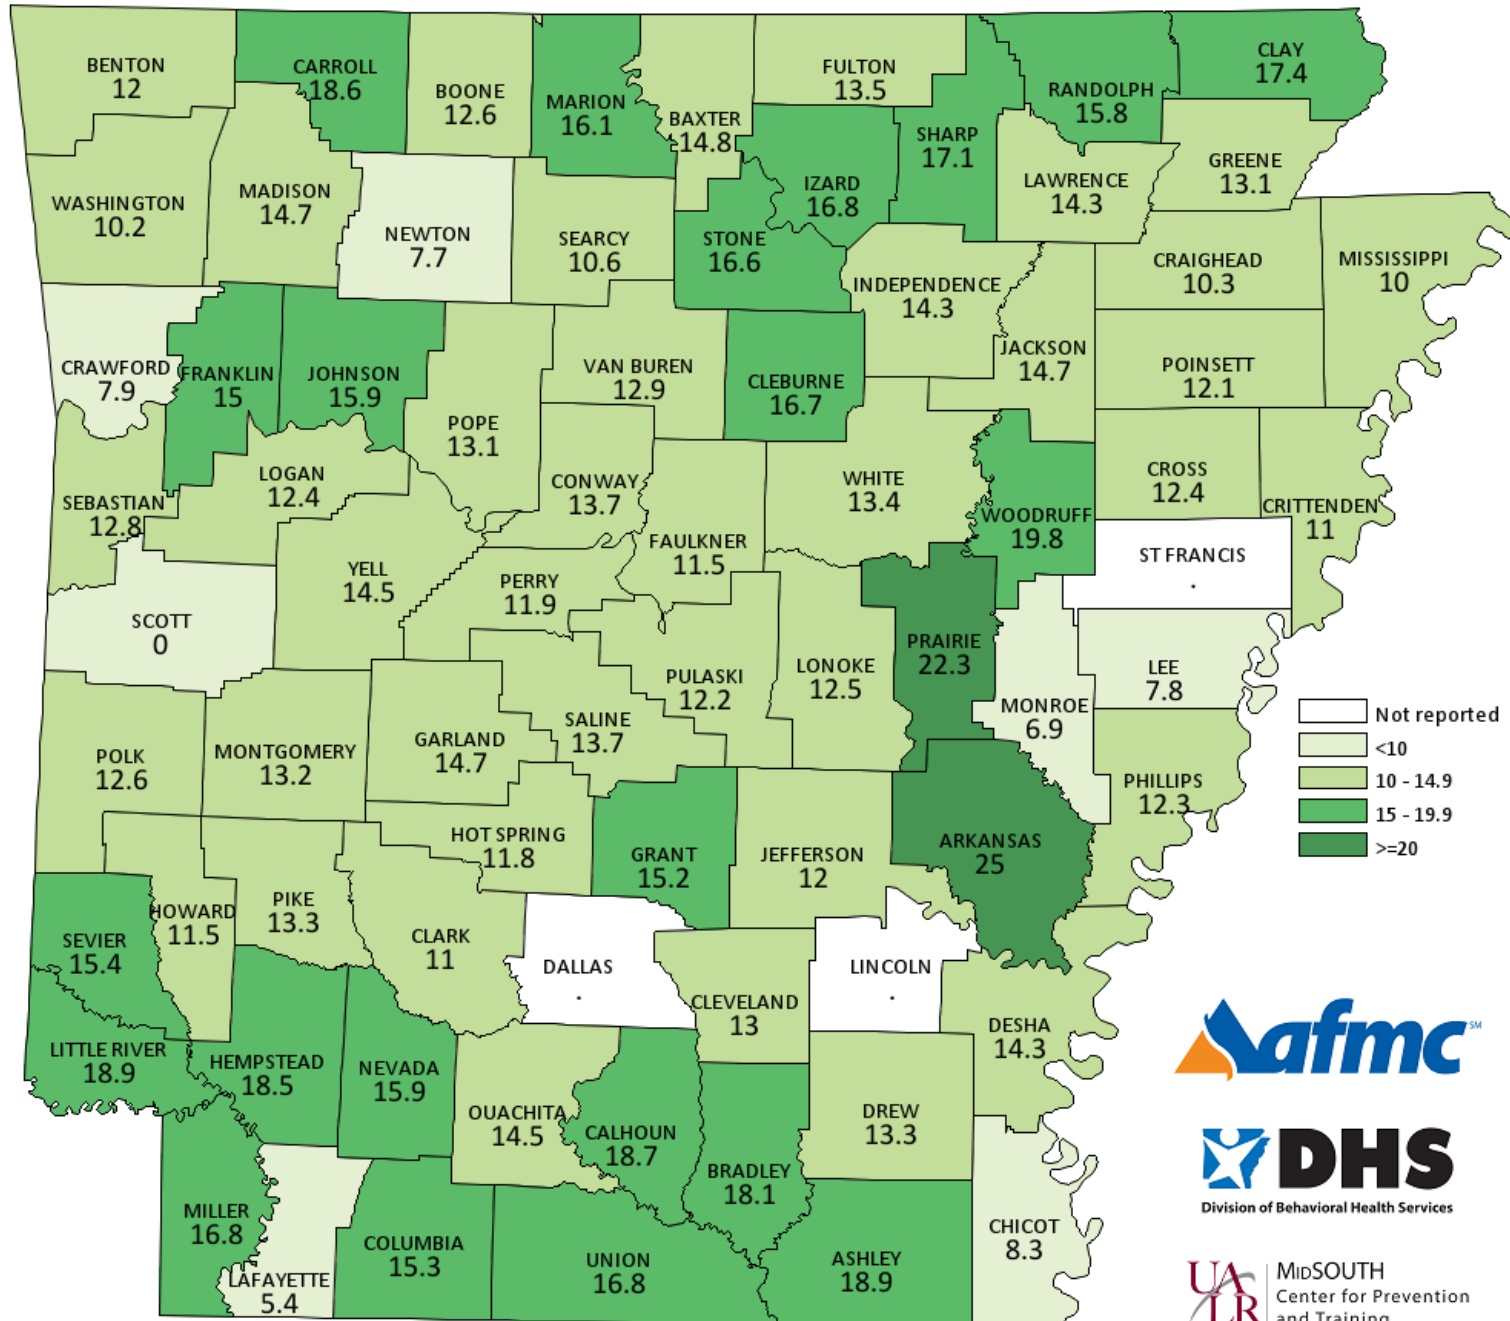 BENTON
12
CARROLL
18.6
BOONE
12.6
MARION
16.1
BAXTER
14.8
FULTON
13.5
SHARP
17.1
RANDOLPH
15.8
CLAY
17.4
WASHINGTON
10.2
MADISON
14.7
NEWTON
7.7
SEARCY
10.6
STONE
16.6
IZARD
16.8
LAWRENCE
14.3
GREENE
13.1
INDEPENDENCE
14.3
CRAIGHEAD
10.3
MISSISSIPPI
10
CRAWFORD
7.9
FRANKLIN
15
JOHNSON
15.9
POPE
13.1
VAN BUREN
12.9
CLEBURNE
16.7
JACKSON
14.7
POINSETT
12.1
SEBASTIAN
12.8
LOGAN
12.4
CONWAY
13.7
FAULKNER
11.5
WHITE
13.4
WOODRUFF
19.8
CROSS
12.4
CRITTENDEN
11
ST FRANCIS
.
SCOTT
0
YELL
14.5
PERRY
11.9
PULASKI
12.2
LONOKE
12.5
PRAIRIE
22.3
MONROE
6.9
LEE
7.8
POLK
12.6
MONTGOMERY
13.2
GARLAND
14.7
SALINE
13.7
PHILLIPS
12.3
HOT SPRING
11.8
GRANT
15.2
JEFFERSON
12
ARKANSAS
25
SEVIER
15.4
HOWARD
11.5
PIKE
13.3
CLARK
11
DALLAS
.
CLEVELAND
13
LINCOLN
.
DESHA
14.3
LITTLE RIVER
18.9
HEMPSTEAD
18.5
NEVADA
15.9
OUACHITA
14.5
CALHOUN
18.7
BRADLEY
18.1
DREW
13.3
MILLER
16.8
LAFAYETTE
5.4
COLUMBIA
15.3
UNION
16.8
ASHLEY
18.9
CHICOT
8.3
Not reported
<10
10 - 14.9
15 - 19.9
>=20
afmc SM
DHS
Division of Behavioral Health Services
UALR
MIDSOUTH
Center for Prevention
and Training